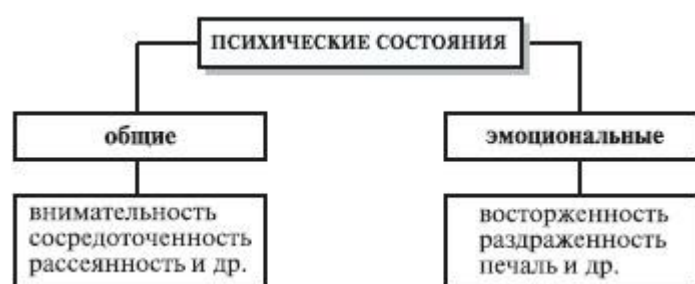 ПСИХИЧЕСКИЕ СОСТОЯНИЯ
общие
эмоциональные
внимательность
сосредоточенность
рассеянность и др.
восторженность
раздраженность
печаль и др.